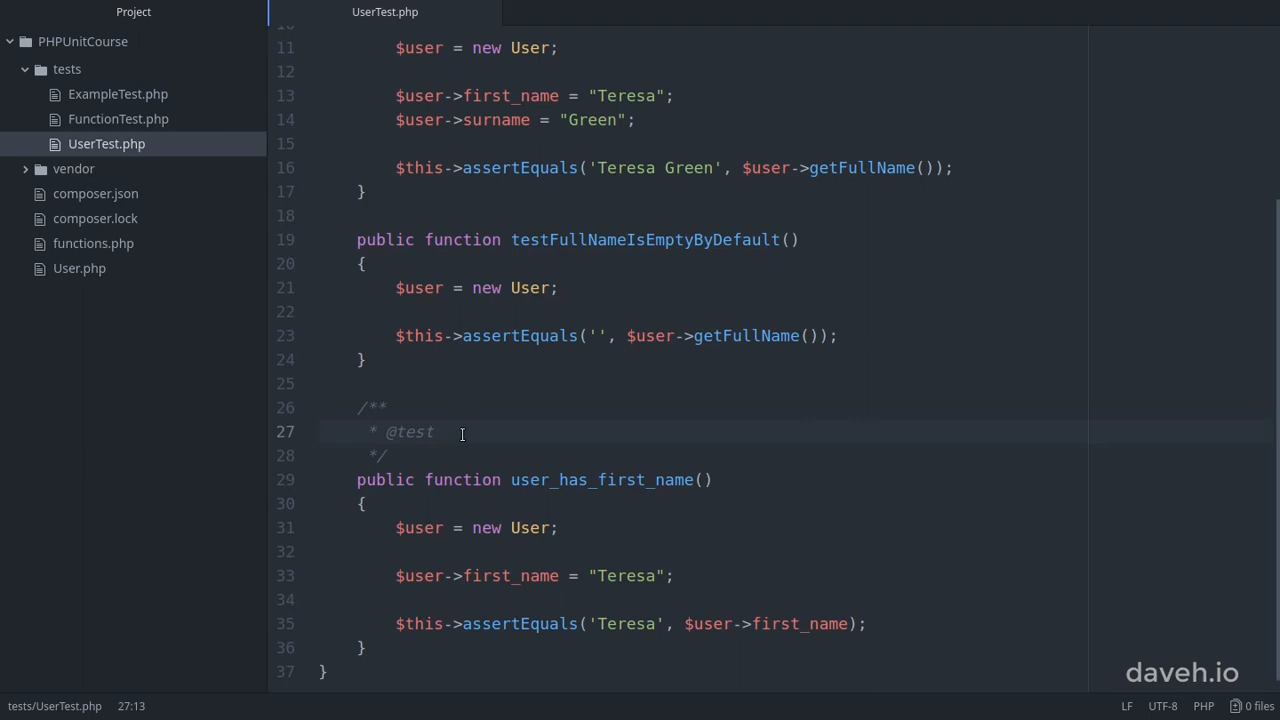 Project
UserTest.php
PHPUnitCourse
tests
ExampleTest.php
FunctionTest.php
UserTest.php
vendor
composer.json
composer.lock
functions.php
User.php
10
11 $user = new User;
12
13 $user->first_name = "Teresa";
14 $user->surname = "Green";
15
16 $this->assertEquals('Teresa Green', $user->getFullName());
17 }
18
19 public function testFullNameIsEmptyByDefault()
20 {
21 $user = new User;
22
23 $this->assertEquals('', $user->getFullName());
24 }
25
26 /**
27 * @test
28 */
29 public function user_has_first_name()
30 {
31 $user = new User;
32
33 $user->first_name = "Teresa";
34
35 $this->assertEquals('Teresa', $user->first_name);
36 }
37 }
daveh.io
tests/UserTest.php 27:13 LF UTF-8 PHP 0 files